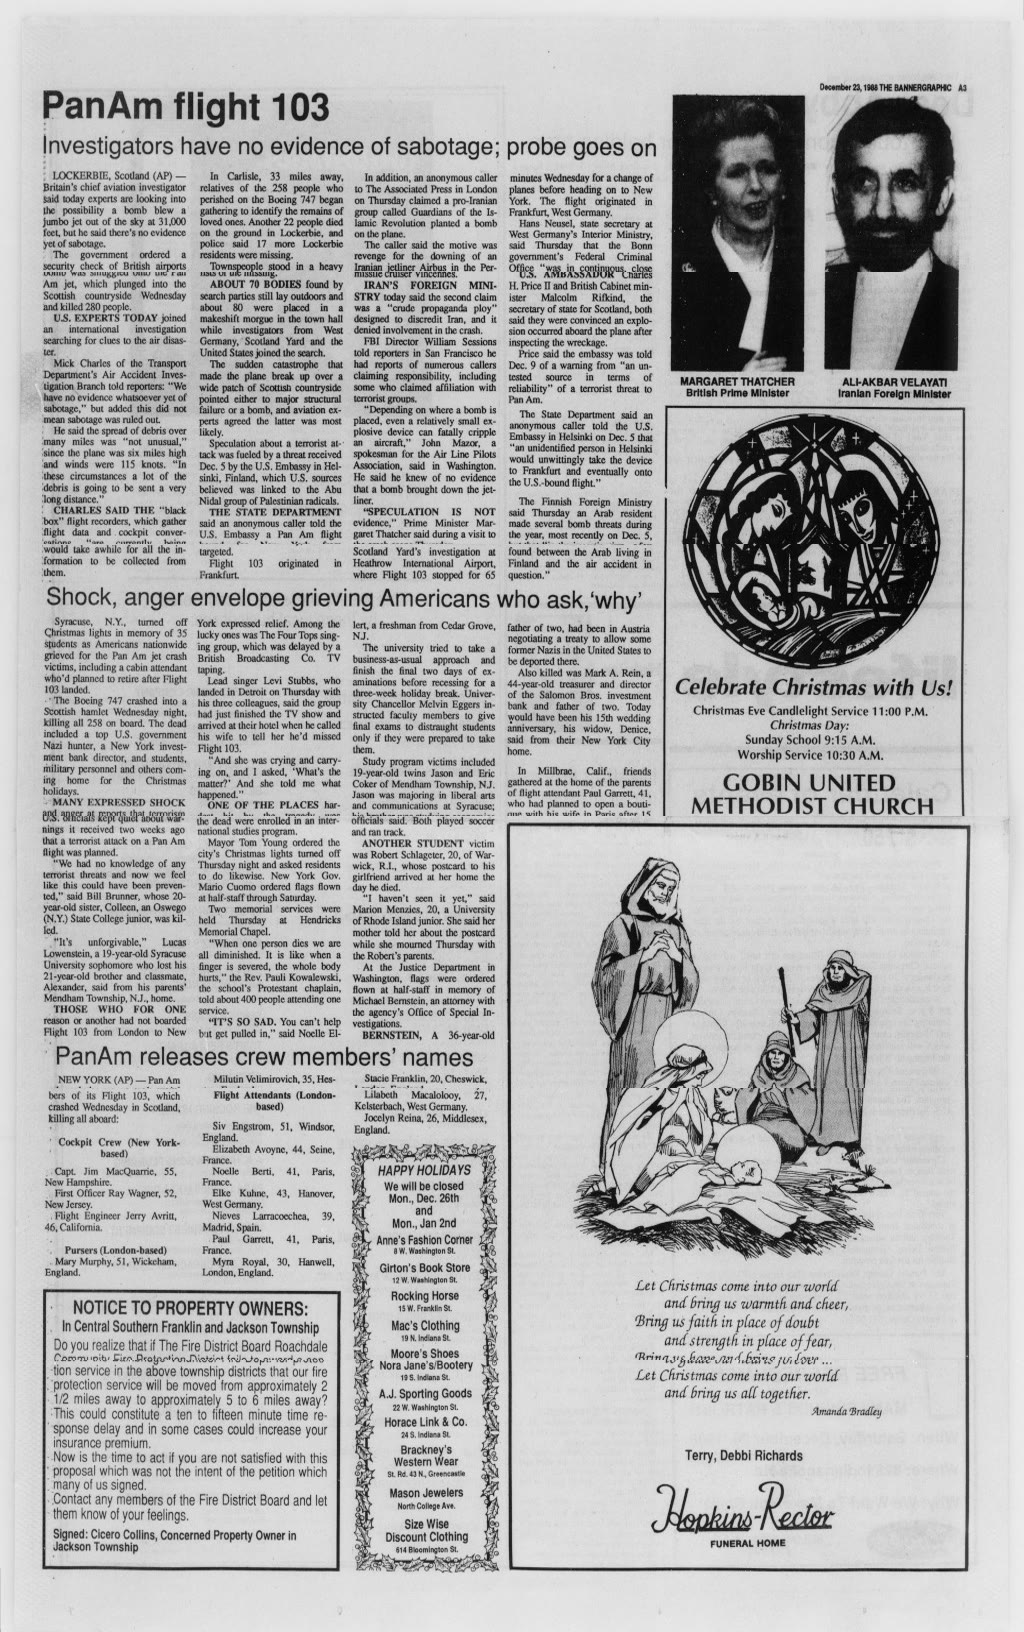 December 23, 1988 THE BANNERGRAPHIC A3
PanAm flight 103
Investigators have no evidence of sabotage; probe goes on
LOCKERBIE, Scotland (AP) —
Britain's chief aviation investigator
said today experts are looking into
the possibility a bomb blew a
jumbo jet out of the sky at 31,000
feet, but he said there's no evidence
yet of sabotage.
The government ordered a
security check of British airports
Am jet, which plunged into the
Scottish countryside Wednesday
and killed 280 people.
U.S. EXPERTS TODAY joined
an international investigation
searching for clues to the air disas-
ter.
Mick Charles of the Transport
Department's Air Accident Inves-
tigation Branch told reporters: "We
have no evidence whatsoever yet of
sabotage," but added this did not
mean sabotage was ruled out.
He said the spread of debris over
many miles was "not unusual,"
since the plane was six miles high
and winds were 115 knots. "In
these circumstances a lot of the
debris is going to be sent a very
long distance."
CHARLES SAID THE "black
box" flight recorders, which gather
flight data and cockpit conver-
would take awhile for all the in-
formation to be collected from
them.
In Carlisle, 33 miles away,
relatives of the 258 people who
perished on the Boeing 747 began
gathering to identify the remains of
loved ones. Another 22 people died
on the ground in Lockerbie, and
police said 17 more Lockerbie
residents were missing.
Townspeople stood in a heavy
ABOUT 70 BODIES found by
search parties still lay outdoors and
about 80 were placed in a
makeshift morgue in the town hall
while investigators from West
Germany, Scotland Yard and the
United States joined the search.
The sudden catastrophe that
made the plane break up over a
wide patch of Scottish countryside
pointed either to major structural
failure or a bomb, and aviation ex-
perts agreed the latter was most
likely.
Speculation about a terrorist at-
tack was fueled by a threat received
Dec. 5 by the U.S. Embassy in Hel-
sinki, Finland, which U.S. sources
believed was linked to the Abu
Nidal group of Palestinian radicals.
THE STATE DEPARTMENT
said an anonymous caller told the
U.S. Embassy a Pan Am flight
targeted.
Flight 103 originated in
Frankfurt.
In addition, an anonymous caller
to The Associated Press in London
on Thursday claimed a pro-Iranian
group called Guardians of the Is-
lamic Revolution planted a bomb
on the plane.
The caller said the motive was
revenge for the downing of an
Iranian jetliner Airbus in the Per-
missile cruiser Vincennes.
IRAN'S FOREIGN MINI-
STRY today said the second claim
was a "crude propaganda ploy"
designed to discredit Iran, and it
denied involvement in the crash.
FBI Director William Sessions
told reporters in San Francisco he
had reports of numerous callers
claiming responsibility, including
some who claimed affiliation with
terrorist groups.
"Depending on where a bomb is
placed, even a relatively small ex-
plosive device can fatally cripple
an aircraft," John Mazor, a
spokesman for the Air Line Pilots
Association, said in Washington.
He said he knew of no evidence
that a bomb brought down the jet-
liner.
"SPECULATION IS NOT
evidence," Prime Minister Mar-
garet Thatcher said during a visit to
Scotland Yard's investigation at
Heathrow International Airport,
where Flight 103 stopped for 65
minutes Wednesday for a change of
planes before heading on to New
York. The flight originated in
Frankfurt, West Germany.
Hans Neusel, state secretary at
West Germany's Interior Ministry,
said Thursday that the Bonn
government's Federal Criminal
Office "was in continuous, close
U.S. AMBASSADOR Charles
H. Price II and British Cabinet min-
ister Malcolm Rifkind, the
secretary of state for Scotland, both
said they were convinced an explo-
sion occurred aboard the plane after
inspecting the wreckage.
Price said the embassy was told
Dec. 9 of a warning from "an un-
tested source in terms of
reliability" of a terrorist threat to
Pan Am.
The State Department said an
anonymous caller told the U.S.
Embassy in Helsinki on Dec. 5 that
"an unidentified person in Helsinki
would unwittingly take the device
to Frankfurt and eventually onto
the U.S.-bound flight."
The Finnish Foreign Ministry
said Thursday an Arab resident
made several bomb threats during
the year, most recently on Dec. 5,
found between the Arab living in
Finland and the air accident in
question."
MARGARET THATCHER
British Prime Minister
ALI-AKBAR VELAYATI
Iranian Foreign Minister
Celebrate Christmas with Us!
Christmas Eve Candlelight Service 11:00 P.M.
Christmas Day:
Sunday School 9:15 A.M.
Worship Service 10:30 A.M.
GOBIN UNITED
METHODIST CHURCH
Shock, anger envelope grieving Americans who ask,'why'
Syracuse, N.Y., turned off
Christmas lights in memory of 35
students as Americans nationwide
grieved for the Pan Am jet crash
victims, including a cabin attendant
who'd planned to retire after Flight
103 landed.
The Boeing 747 crashed into a
Scottish hamlet Wednesday night,
killing all 258 on board. The dead
included a top U.S. government
Nazi hunter, a New York invest-
ment bank director, and students,
military personnel and others com-
ing home for the Christmas
holidays.
MANY EXPRESSED SHOCK
and anger at reports that terrorism
U.S. officials kept quiet about war-
nings it received two weeks ago
that a terrorist attack on a Pan Am
flight was planned.
"We had no knowledge of any
terrorist threats and now we feel
like this could have been preven-
ted," said Bill Brunner, whose 20-
year-old sister, Colleen, an Oswego
(N.Y.) State College junior, was kil-
led.
"It's unforgivable," Lucas
Lowenstein, a 19-year-old Syracuse
University sophomore who lost his
21-year-old brother and classmate,
Alexander, said from his parents'
Mendham Township, N.J., home.
THOSE WHO FOR ONE
reason or another had not boarded
Flight 103 from London to New
York expressed relief. Among the
lucky ones was The Four Tops sing-
ing group, which was delayed by a
British Broadcasting Co. TV
taping.
Lead singer Levi Stubbs, who
landed in Detroit on Thursday with
his three colleagues, said the group
had just finished the TV show and
arrived at their hotel when he called
his wife to tell her he'd missed
Flight 103.
"And she was crying and carry-
ing on, and I asked, 'What's the
matter?' And she told me what
happened."
ONE OF THE PLACES har-
the dead were enrolled in an inter-
national studies program.
Mayor Tom Young ordered the
city's Christmas lights turned off
Thursday night and asked residents
to do likewise. New York Gov.
Mario Cuomo ordered flags flown
at half-staff through Saturday.
Two memorial services were
held Thursday at Hendricks
Memorial Chapel.
"When one person dies we are
all diminished. It is like when a
finger is severed, the whole body
hurts," the Rev. Pauli Kowalewski,
the school's Protestant chaplain,
told about 400 people attending one
service.
"IT'S SO SAD. You can't help
but get pulled in," said Noelle El-
lert, a freshman from Cedar Grove,
N.J.
The university tried to take a
business-as-usual approach and
finish the final two days of ex-
aminations before recessing for a
three-week holiday break. Univer-
sity Chancellor Melvin Eggers in-
structed faculty members to give
final exams to distraught students
only if they were prepared to take
them.
Study program victims included
19-year-old twins Jason and Eric
Coker of Mendham Township, N.J.
Jason was majoring in liberal arts
and communications at Syracuse;
officials said. Both played soccer
and ran track.
ANOTHER STUDENT victim
was Robert Schlageter, 20, of War-
wick, R.I., whose postcard to his
girlfriend arrived at her home the
day he died.
"I haven't seen it yet," said
Marion Menzies, 20, a University
of Rhode Island junior. She said her
mother told her about the postcard
while she mourned Thursday with
the Robert's parents.
At the Justice Department in
Washington, flags were ordered
flown at half-staff in memory of
Michael Bernstein, an attorney with
the agency's Office of Special In-
vestigations.
BERNSTEIN, A 36-year-old
father of two, had been in Austria
negotiating a treaty to allow some
former Nazis in the United States to
be deported there.
Also killed was Mark A. Rein, a
44-year-old treasurer and director
of the Salomon Bros. investment
bank and father of two. Today
would have been his 15th wedding
anniversary, his widow, Denice,
said from their New York City
home.
In Millbrae, Calif., friends
gathered at the home of the parents
of flight attendant Paul Garrett, 41,
who had planned to open a bouti-
que with his wife in Paris after 15
PanAm releases crew members' names
NEW YORK (AP) — Pan Am
bers of its Flight 103, which
crashed Wednesday in Scotland,
killing all aboard:
Cockpit Crew (New York-
based)
Capt. Jim MacQuarrie, 55,
New Hampshire.
First Officer Ray Wagner, 52,
New Jersey.
Flight Engineer Jerry Avritt,
46, California.
Pursers (London-based)
Mary Murphy, 51, Wickeham,
England.
Milutin Velimirovich, 35, Hes-
Flight Attendants (London-
based)
Siv Engstrom, 51, Windsor,
England.
Elizabeth Avoyne, 44, Seine,
France.
Noelle Berti, 41, Paris,
France.
Elke Kuhne, 43, Hanover,
West Germany.
Nieves Larracoechea, 39,
Madrid, Spain.
Paul Garrett, 41, Paris,
France.
Myra Royal, 30, Hanwell,
London, England.
Stacie Franklin, 20, Cheswick,
Lilabeth Macalolooy, 27,
Kelsterbach, West Germany.
Jocelyn Reina, 26, Middlesex,
England.
NOTICE TO PROPERTY OWNERS:
In Central Southern Franklin and Jackson Township
Do you realize that if The Fire District Board Roachdale
tion service in the above township districts that our fire
protection service will be moved from approximately 2
1/2 miles away to approximately 5 to 6 miles away?
This could constitute a ten to fifteen minute time re-
sponse delay and in some cases could increase your
insurance premium.
Now is the time to act if you are not satisfied with this
proposal which was not the intent of the petition which
many of us signed.
Contact any members of the Fire District Board and let
them know of your feelings.
Signed: Cicero Collins, Concerned Property Owner in
Jackson Township
HAPPY HOLIDAYS
We will be closed
Mon., Dec. 26th
and
Mon., Jan 2nd
Anne's Fashion Corner
8 W. Washington St.
Girton's Book Store
12 W. Washington St.
Rocking Horse
15 W. Franklin St.
Mac's Clothing
19 N. Indiana St.
Moore's Shoes
Nora Jane's/Bootery
19 S. Indiana St.
A.J. Sporting Goods
22 W. Washington St.
Horace Link & Co.
24 S. Indiana St.
Brackney's
Western Wear
St. Rd. 43 N., Greencastle
Mason Jewelers
North College Ave.
Size Wise
Discount Clothing
614 Bloomington St.
Let Christmas come into our world
and bring us warmth and cheer,
Bring us faith in place of doubt
and strength in place of fear,
Let Christmas come into our world
and bring us all together.
Amanda Bradley
Terry, Debbi Richards
Hopkins-Rector
FUNERAL HOME